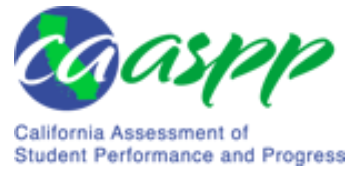 caaspp
California Assessment of
Student Performance and Progress